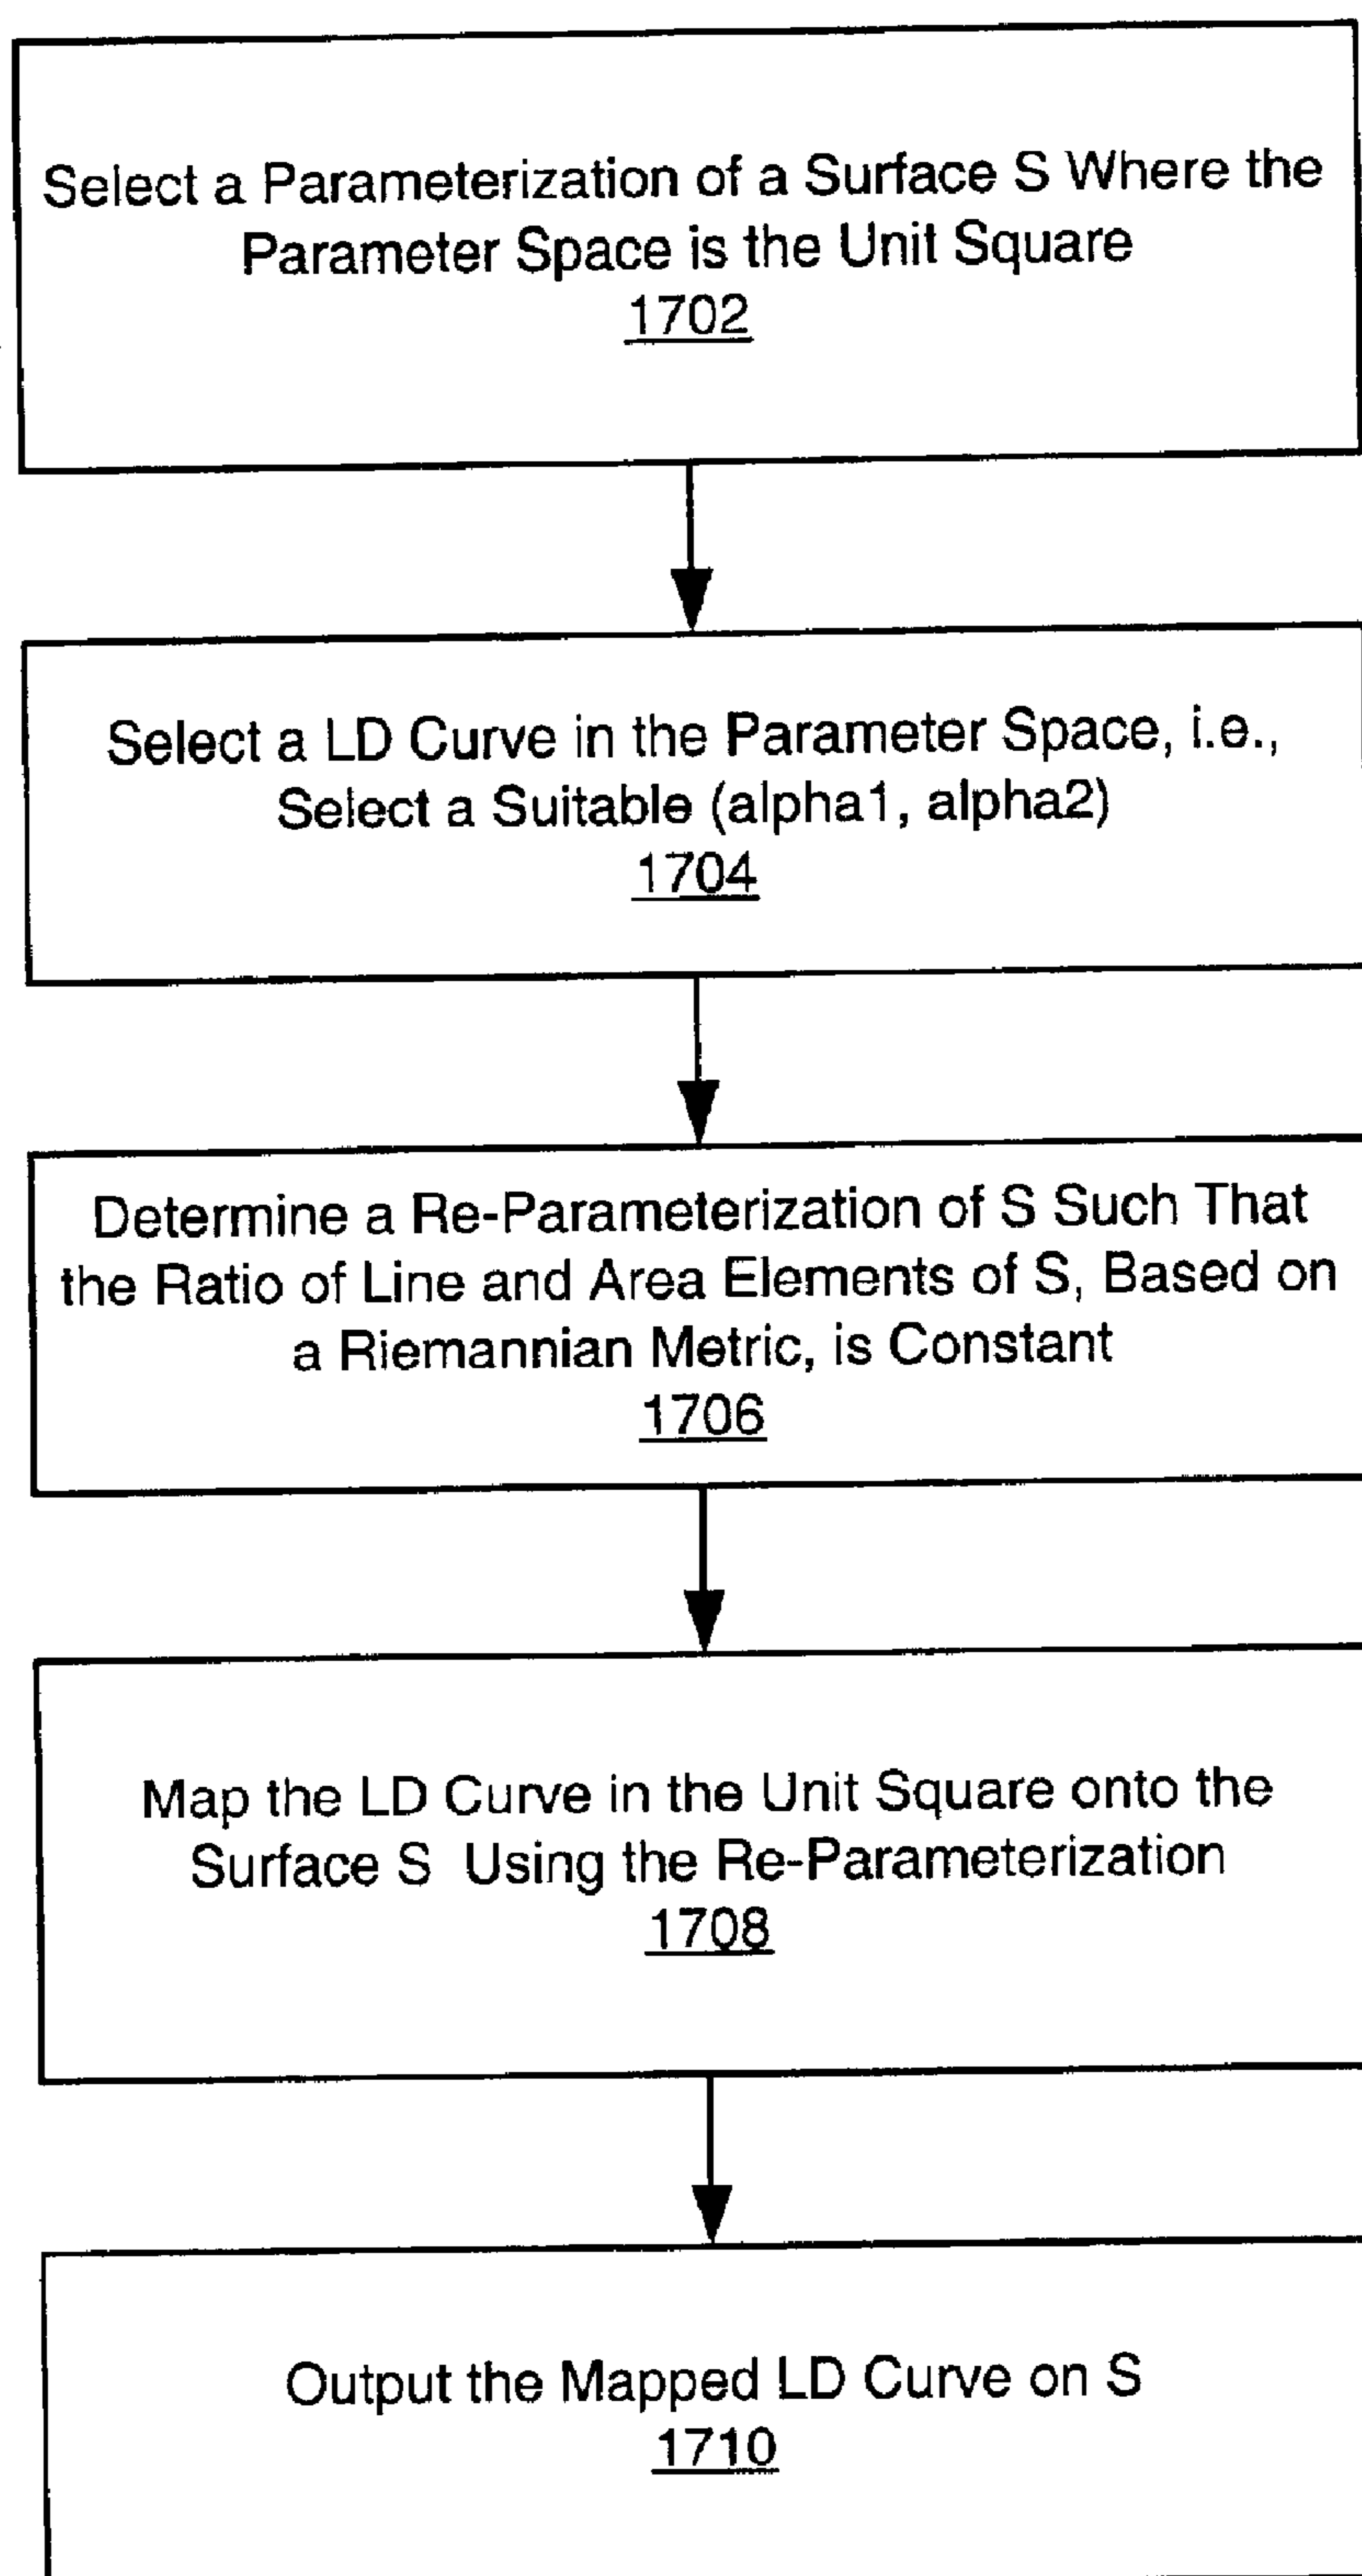 Select a Parameterization of a Surface S Where the
Parameter Space is the Unit Square
1702
Select a LD Curve in the Parameter Space, i.e.,
Select a Suitable (alpha1, alpha2)
1704
Determine a Re-Parameterization of S Such That
the Ratio of Line and Area Elements of S, Based on
a Riemannian Metric, is Constant
1706
Map the LD Curve in the Unit Square onto the
Surface S Using the Re-Parameterization
1708
Output the Mapped LD Curve on S
1710